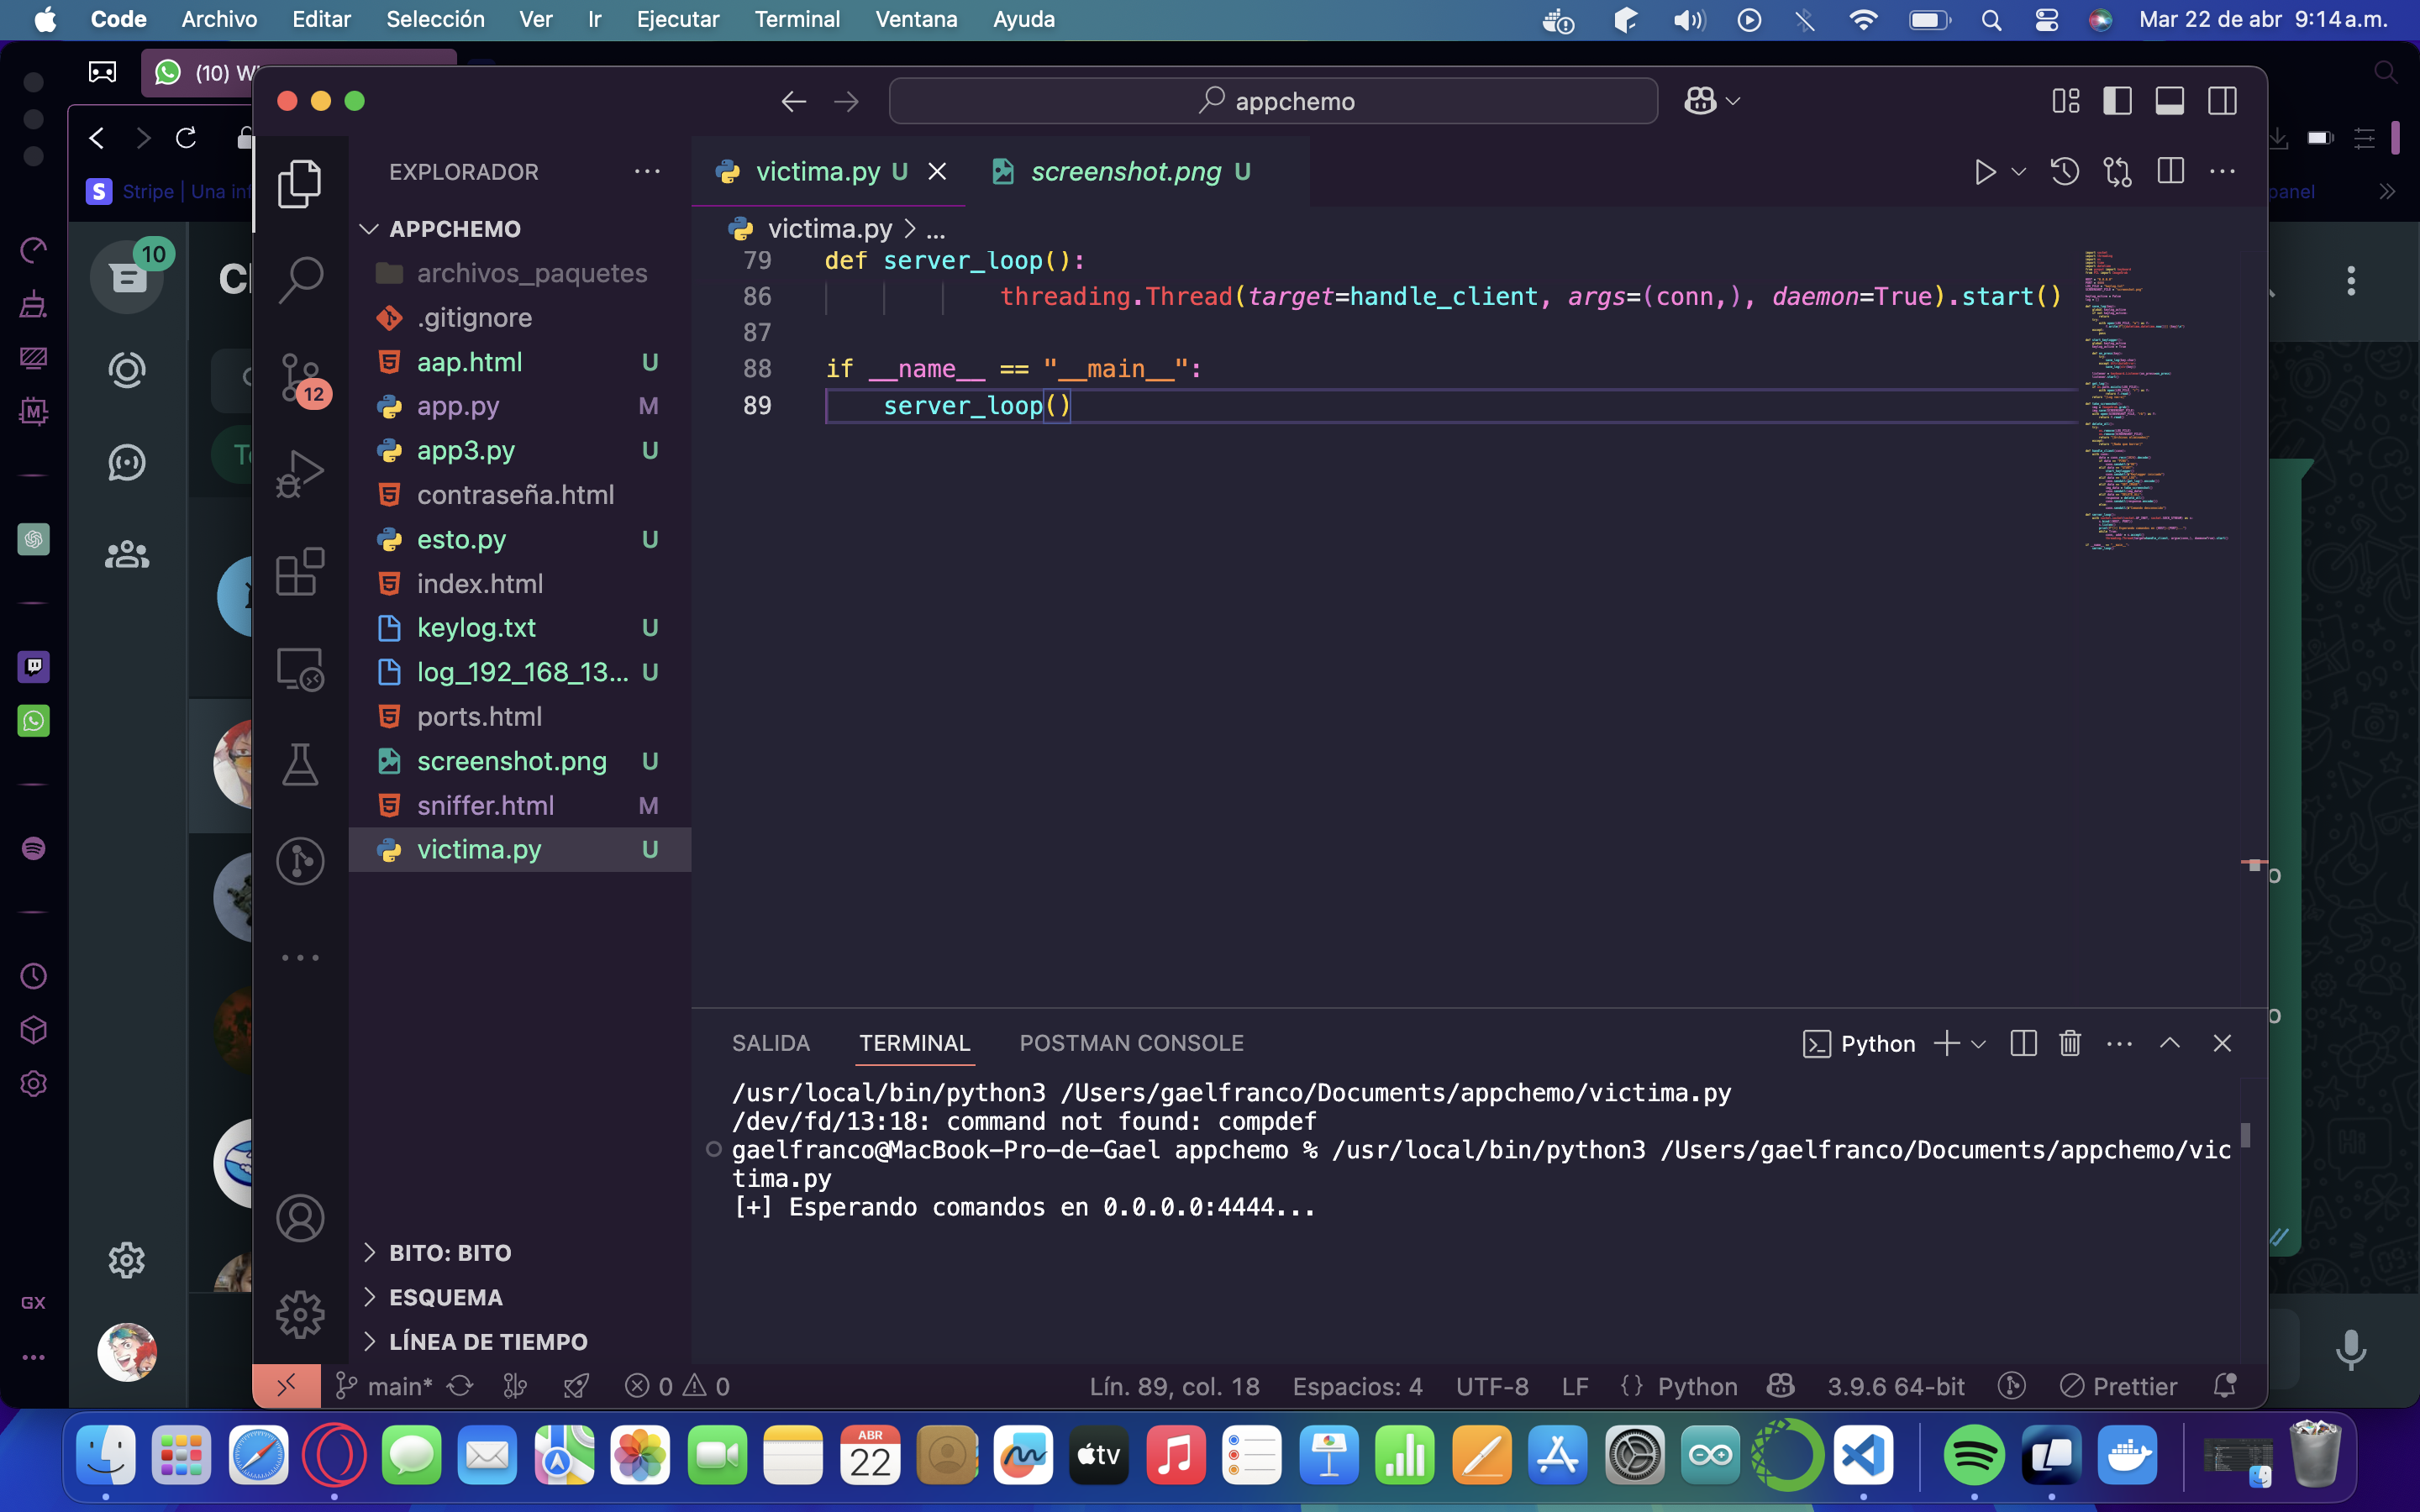 Code Archivo Editar Selección Ver Ir Ejecutar Terminal Ventana Ayuda Mar 22 de abr 9:14 a.m.
(10) W
appchemo
Stripe | Una inf
panel
EXPLORADOR
victima.py U
screenshot.png U
APPCHEMO
victima.py > ...
10
archivos_paquetes
.gitignore
aap.html U
app.py M
app3.py U
contraseña.html
esto.py U
index.html
keylog.txt U
log_192_168_13... U
ports.html
screenshot.png U
sniffer.html M
victima.py U
12
79 def server_loop():
86 threading.Thread(target=handle_client, args=(conn,), daemon=True).start()
87
88 if __name__ == "__main__":
89 server_loop()
SALIDA TERMINAL POSTMAN CONSOLE
Python
/usr/local/bin/python3 /Users/gaelfranco/Documents/appchemo/victima.py
/dev/fd/13:18: command not found: compdef
gaelfranco@MacBook-Pro-de-Gael appchemo % /usr/local/bin/python3 /Users/gaelfranco/Documents/appchemo/vic
tima.py
[+] Esperando comandos en 0.0.0.0:4444...
BITO: BITO
ESQUEMA
LÍNEA DE TIEMPO
GX
main* 0 0 Lín. 89, col. 18 Espacios: 4 UTF-8 LF {} Python 3.9.6 64-bit Prettier
ABR
22
tv